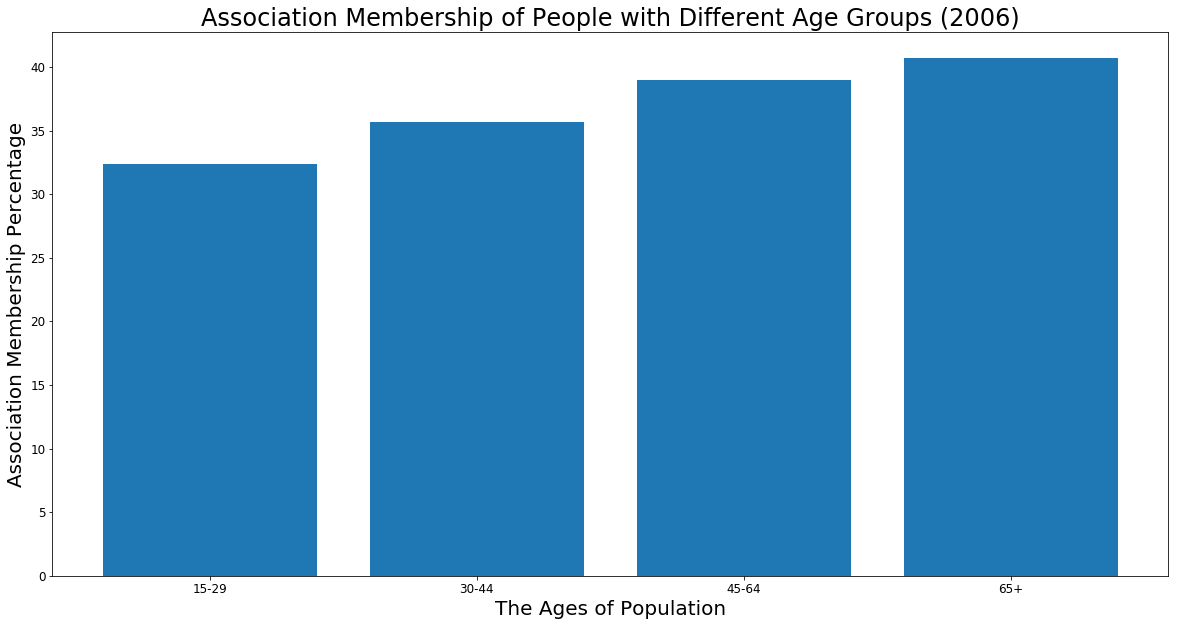 Association Membership of People with Different Age Groups (2006)
Association Membership Percentage
40
35
30
25
20
15
10
5
0
15-29 30-44 45-64 65+
The Ages of Population